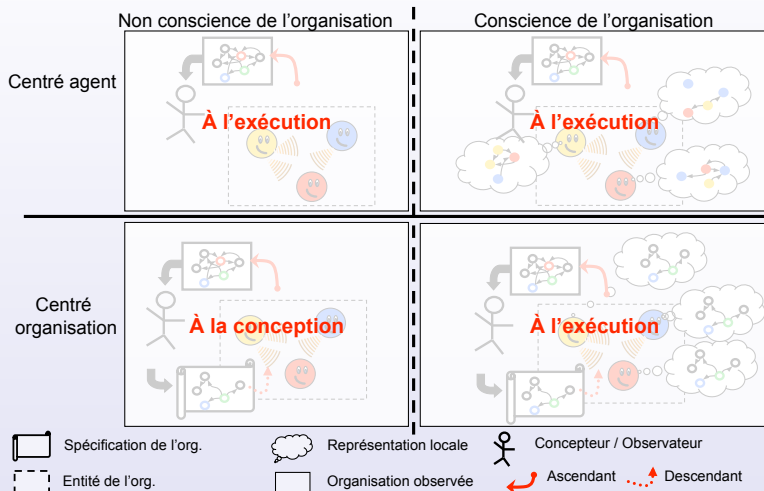 Non conscience de l'organisation
Conscience de l'organisation
Centré agent
À l'exécution
À l'exécution
Centré
organisation
À la conception
À l'exécution
Spécification de l'org.
Représentation locale
Concepteur / Observateur
Entité de l'org.
Organisation observée
Ascendant
Descendant